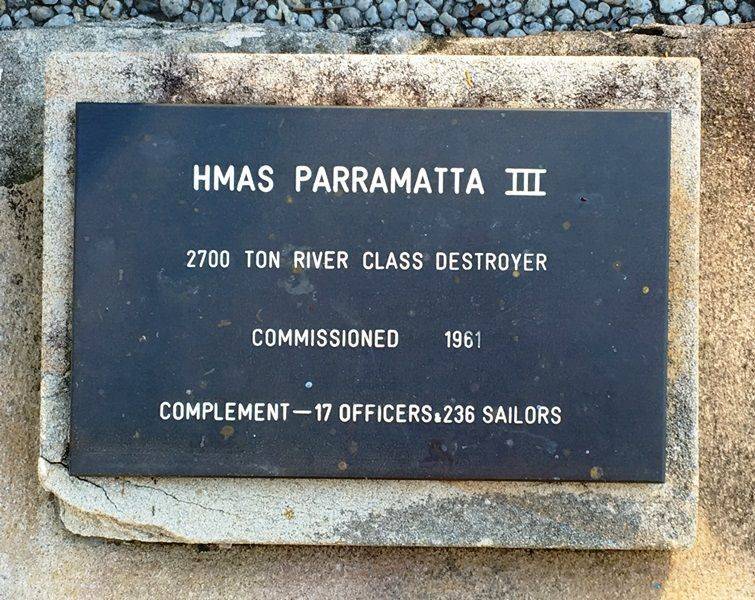 HMAS PARRAMATTA III
2700 TON RIVER CLASS DESTROYER
COMMISSIONED 1961
COMPLEMENT—17 OFFICERS & 236 SAILORS